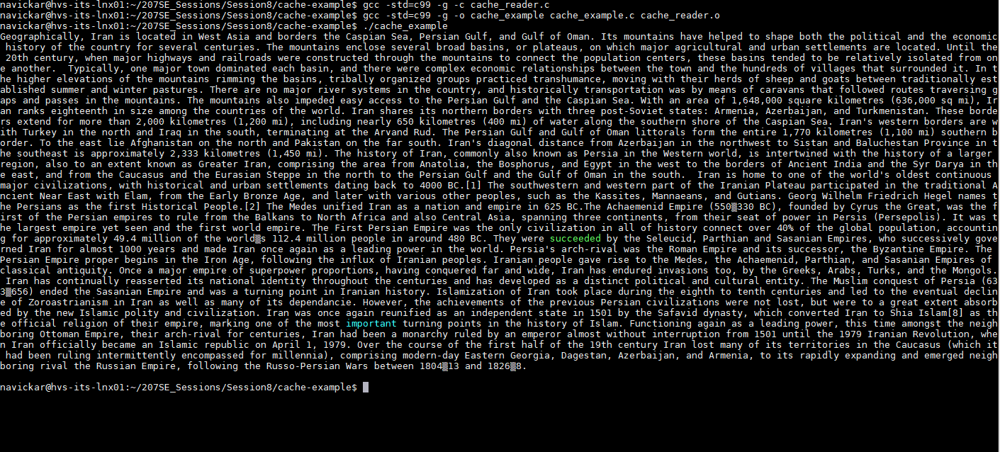 navickar@hvs-its-lnx01:~/207SE_Sessions/Session8/cache-example$ gcc -std=c99 -g -c cache_reader.c
navickar@hvs-its-lnx01:~/207SE_Sessions/Session8/cache-example$ gcc -std=c99 -g -o cache_example cache_example.c cache_reader.o
navickar@hvs-its-lnx01:~/207SE_Sessions/Session8/cache-example$ ./cache_example
Geographically, Iran is located in West Asia and borders the Caspian Sea, Persian Gulf, and Gulf of Oman. Its mountains have helped to shape both the political and the economic
 history of the country for several centuries. The mountains enclose several broad basins, or plateaus, on which major agricultural and urban settlements are located. Until the
 20th century, when major highways and railroads were constructed through the mountains to connect the population centers, these basins tended to be relatively isolated from on
e another.  Typically, one major town dominated each basin, and there were complex economic relationships between the town and the hundreds of villages that surrounded it. In t
he higher elevations of the mountains rimming the basins, tribally organized groups practiced transhumance, moving with their herds of sheep and goats between traditionally est
ablished summer and winter pastures. There are no major river systems in the country, and historically transportation was by means of caravans that followed routes traversing g
aps and passes in the mountains. The mountains also impeded easy access to the Persian Gulf and the Caspian Sea. With an area of 1,648,000 square kilometres (636,000 sq mi), Ir
an ranks eighteenth in size among the countries of the world. Iran shares its northern borders with three post-Soviet states: Armenia, Azerbaijan, and Turkmenistan. These borde
rs extend for more than 2,000 kilometres (1,200 mi), including nearly 650 kilometres (400 mi) of water along the southern shore of the Caspian Sea. Iran's western borders are w
ith Turkey in the north and Iraq in the south, terminating at the Arvand Rud. The Persian Gulf and Gulf of Oman littorals form the entire 1,770 kilometres (1,100 mi) southern b
order. To the east lie Afghanistan on the north and Pakistan on the far south. Iran's diagonal distance from Azerbaijan in the northwest to Sistan and Baluchestan Province in t
he southeast is approximately 2,333 kilometres (1,450 mi). The history of Iran, commonly also known as Persia in the Western world, is intertwined with the history of a larger
region, also to an extent known as Greater Iran, comprising the area from Anatolia, the Bosphorus, and Egypt in the west to the borders of Ancient India and the Syr Darya in th
e east, and from the Caucasus and the Eurasian Steppe in the north to the Persian Gulf and the Gulf of Oman in the south.  Iran is home to one of the world's oldest continuous
major civilizations, with historical and urban settlements dating back to 4000 BC.[1] The southwestern and western part of the Iranian Plateau participated in the traditional A
ncient Near East with Elam, from the Early Bronze Age, and later with various other peoples, such as the Kassites, Mannaeans, and Gutians. Georg Wilhelm Friedrich Hegel names t
he Persians as the first Historical People.[2] The Medes unified Iran as a nation and empire in 625 BC.The Achaemenid Empire (550▒330 BC), founded by Cyrus the Great, was the f
irst of the Persian empires to rule from the Balkans to North Africa and also Central Asia, spanning three continents, from their seat of power in Persis (Persepolis). It was t
he largest empire yet seen and the first world empire. The First Persian Empire was the only civilization in all of history connect over 40% of the global population, accountin
g for approximately 49.4 million of the world▒s 112.4 million people in around 480 BC. They were succeeded by the Seleucid, Parthian and Sasanian Empires, who successively gove
rned Iran for almost 1000 years and made Iran once again as a leading power in the world. Persia's arch-rival was the Roman Empire and its successor, the Byzantine Empire. The
Persian Empire proper begins in the Iron Age, following the influx of Iranian peoples. Iranian people gave rise to the Medes, the Achaemenid, Parthian, and Sasanian Empires of
classical antiquity. Once a major empire of superpower proportions, having conquered far and wide, Iran has endured invasions too, by the Greeks, Arabs, Turks, and the Mongols.
 Iran has continually reasserted its national identity throughout the centuries and has developed as a distinct political and cultural entity. The Muslim conquest of Persia (63
3▒656) ended the Sasanian Empire and was a turning point in Iranian history. Islamization of Iran took place during the eighth to tenth centuries and led to the eventual declin
e of Zoroastrianism in Iran as well as many of its dependancie. However, the achievements of the previous Persian civilizations were not lost, but were to a great extent absorb
ed by the new Islamic polity and civilization. Iran was once again reunified as an independent state in 1501 by the Safavid dynasty, which converted Iran to Shia Islam[8] as th
e official religion of their empire, marking one of the most important turning points in the history of Islam. Functioning again as a leading power, this time amongst the neigh
boring Ottoman Empire, their arch-rival for centuries, Iran had been a monarchy ruled by an emperor almost without interruption from 1501 until the 1979 Iranian Revolution, whe
n Iran officially became an Islamic republic on April 1, 1979. Over the course of the first half of the 19th century Iran lost many of its territories in the Caucasus (which it
 had been ruling intermittently encompassed for millennia), comprising modern-day Eastern Georgia, Dagestan, Azerbaijan, and Armenia, to its rapidly expanding and emerged neigh
boring rival the Russian Empire, following the Russo-Persian Wars between 1804▒13 and 1826▒8.
navickar@hvs-its-lnx01:~/207SE_Sessions/Session8/cache-example$